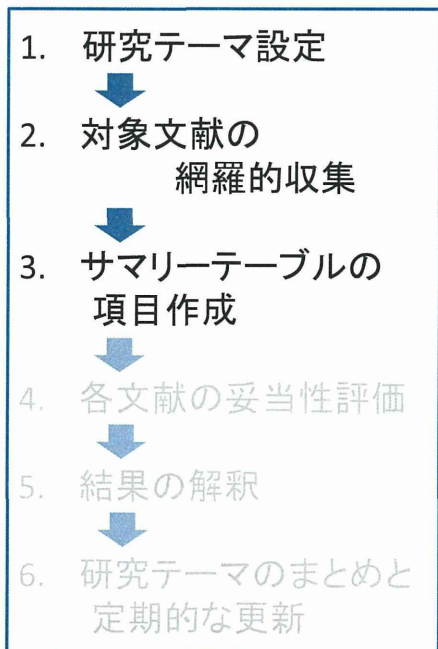 1. 研究テーマ設定
2. 対象文献の
網羅的収集
3. サマリーテーブルの
項目作成
4. 各文献の妥当性評価
5. 結果の解釈
6. 研究テーマのまとめと
定期的な更新